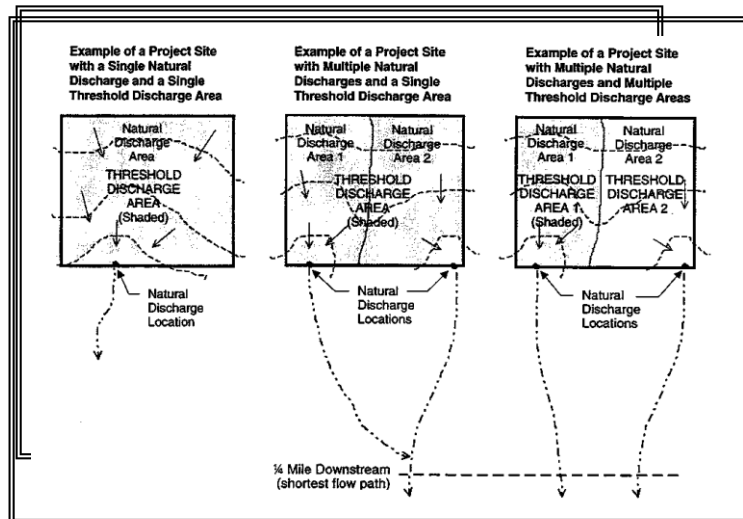 Example of a Project Site
with a Single Natural
Discharge and a Single
Threshold Discharge Area
Natural
Discharge
Area
THRESHOLD
DISCHARGE
AREA
(Shaded)
Natural
Discharge
Location
Example of a Project Site
with Multiple Natural
Discharges and a Single
Threshold Discharge Area
Natural
Discharge
Area 1
Natural
Discharge
Area 2
THRESHOLD
DISCHARGE
AREA
(Shaded)
Natural
Discharge
Locations
Example of a Project Site
with Multiple Natural
Discharges and Multiple
Threshold Discharge Areas
Natural
Discharge
Area 1
Natural
Discharge
Area 2
THRESHOLD
DISCHARGE
AREA 1
(Shaded)
THRESHOLD
DISCHARGE
AREA 2
Natural
Discharge
Locations
¼ Mile Downstream
(shortest flow path)